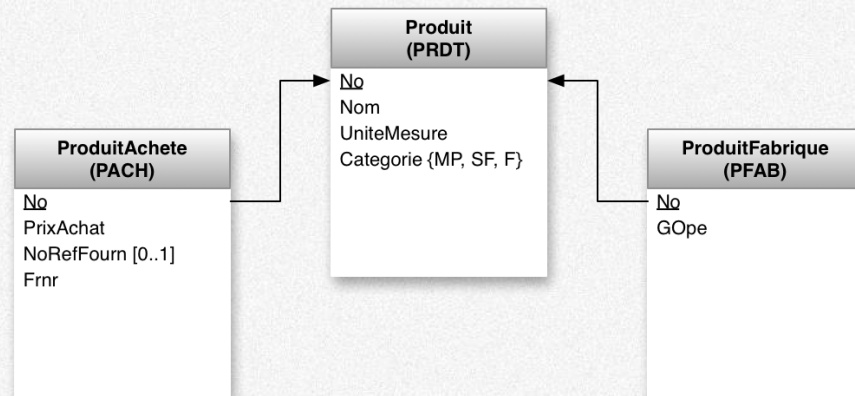 Produit
(PRDT)
No
Nom
UniteMesure
Categorie {MP, SF, F}
ProduitAchete
(PACH)
No
PrixAchat
NoRefFourn [0..1]
Frnr
ProduitFabrique
(PFAB)
No
GOpe